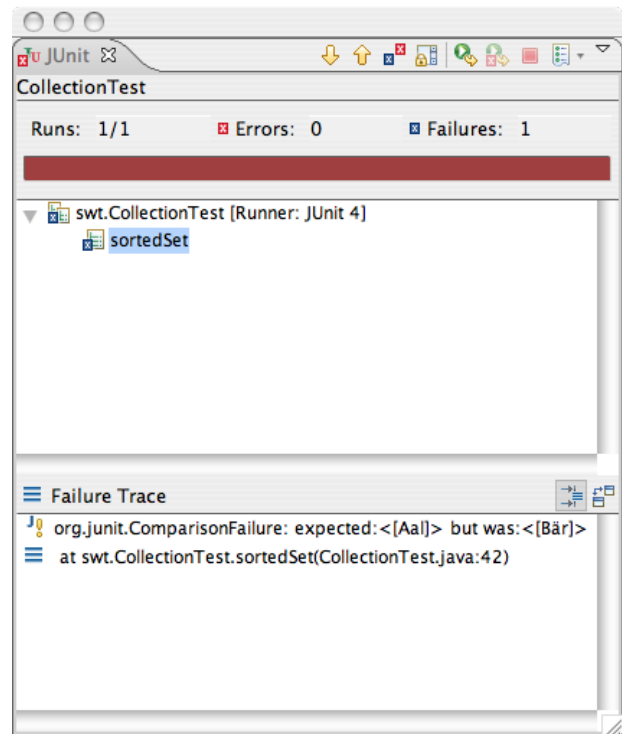 JUnit
CollectionTest
Runs: 1/1 Errors: 0 Failures: 1
swt.CollectionTest [Runner: JUnit 4]
sortedSet
Failure Trace
org.junit.ComparisonFailure: expected:<[Aal]> but was:<[Bär]>
at swt.CollectionTest.sortedSet(CollectionTest.java:42)